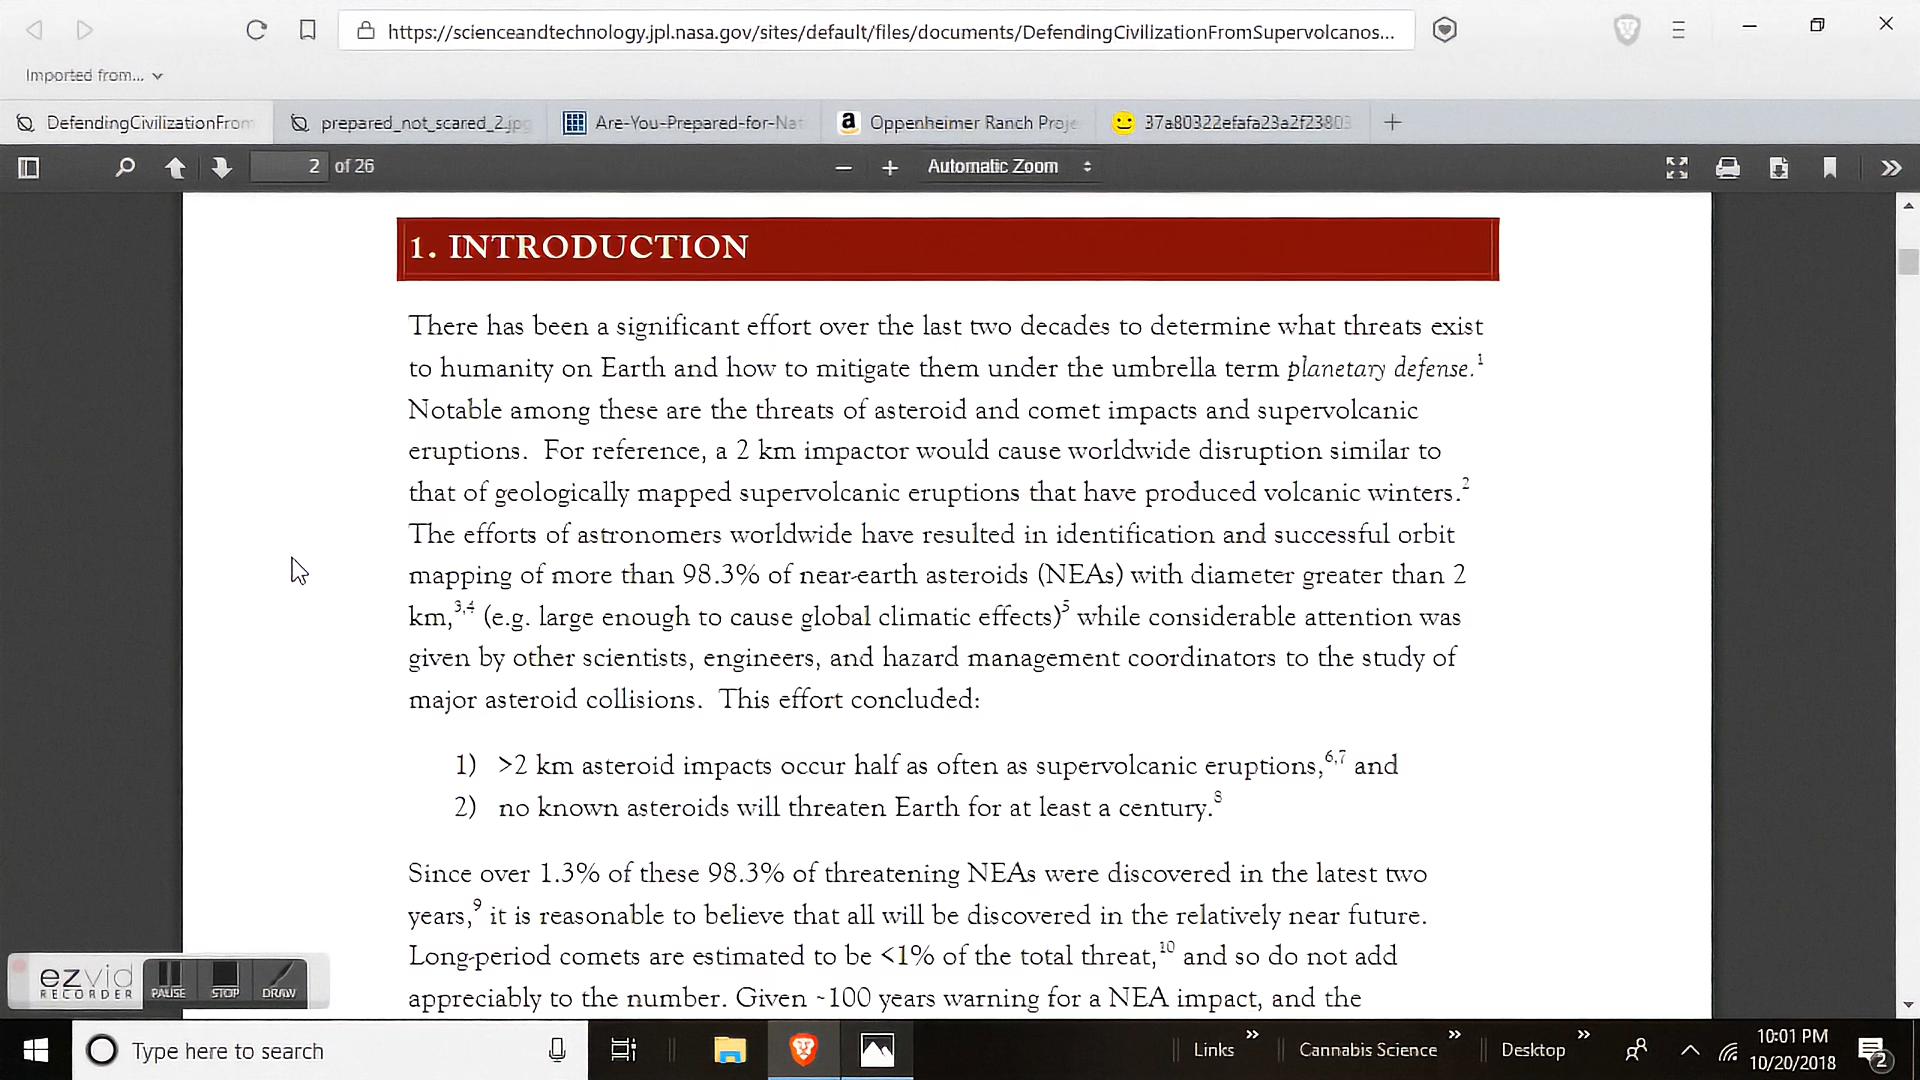 https://scienceandtechnology.jpl.nasa.gov/sites/default/files/documents/DefendingCivilizationFromSupervolcanos...
Imported from...
DefendingCivilizationFrom
prepared_not_scared_2.jpg
Are-You-Prepared-for-Nat
Oppenheimer Ranch Proje
37a80322efafa23a2f23803
2 of 26
Automatic Zoom
1. INTRODUCTION
There has been a significant effort over the last two decades to determine what threats exist
to humanity on Earth and how to mitigate them under the umbrella term planetary defense.1
Notable among these are the threats of asteroid and comet impacts and supervolcanic
eruptions.  For reference, a 2 km impactor would cause worldwide disruption similar to
that of geologically mapped supervolcanic eruptions that have produced volcanic winters.2
The efforts of astronomers worldwide have resulted in identification and successful orbit
mapping of more than 98.3% of near-earth asteroids (NEAs) with diameter greater than 2
km,3,4 (e.g. large enough to cause global climatic effects)5 while considerable attention was
given by other scientists, engineers, and hazard management coordinators to the study of
major asteroid collisions.  This effort concluded:
1) >2 km asteroid impacts occur half as often as supervolcanic eruptions,6,7 and
2) no known asteroids will threaten Earth for at least a century.8
Since over 1.3% of these 98.3% of threatening NEAs were discovered in the latest two
years,9 it is reasonable to believe that all will be discovered in the relatively near future.
Long-period comets are estimated to be <1% of the total threat,10 and so do not add
appreciably to the number. Given ~100 years warning for a NEA impact, and the
ezvid
RECORDER
PAUSE
STOP
DRAW
Type here to search
Links
Cannabis Science
Desktop
10:01 PM
10/20/2018
2